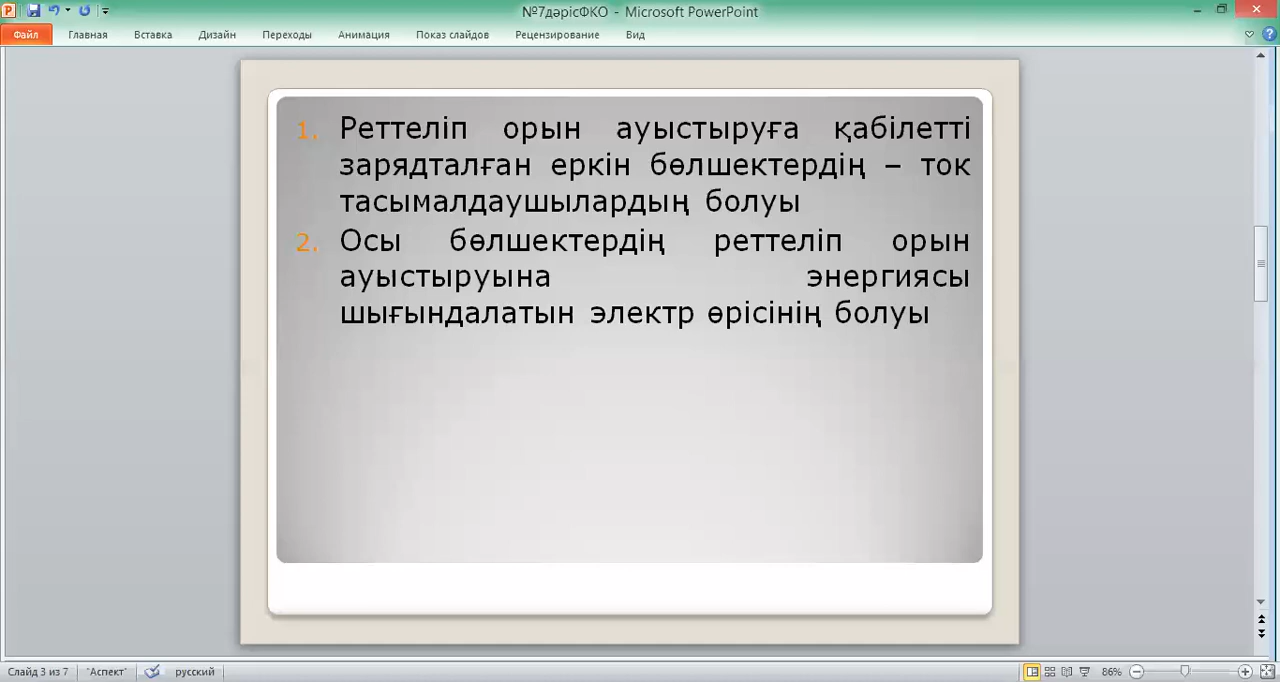 №7дәрісФКО - Microsoft PowerPoint
Файл Главная Вставка Дизайн Переходы Анимация Показ слайдов Рецензирование Вид
1. Реттеліп орын ауыстыруға қабілетті
зарядталған еркін бөлшектердің – ток
тасымалдаушылардың болуы
2. Осы бөлшектердің реттеліп орын
ауыстыруына энергиясы
шығындалатын электр өрісінің болуы
Слайд 3 из 7 "Аспект" русский 86%